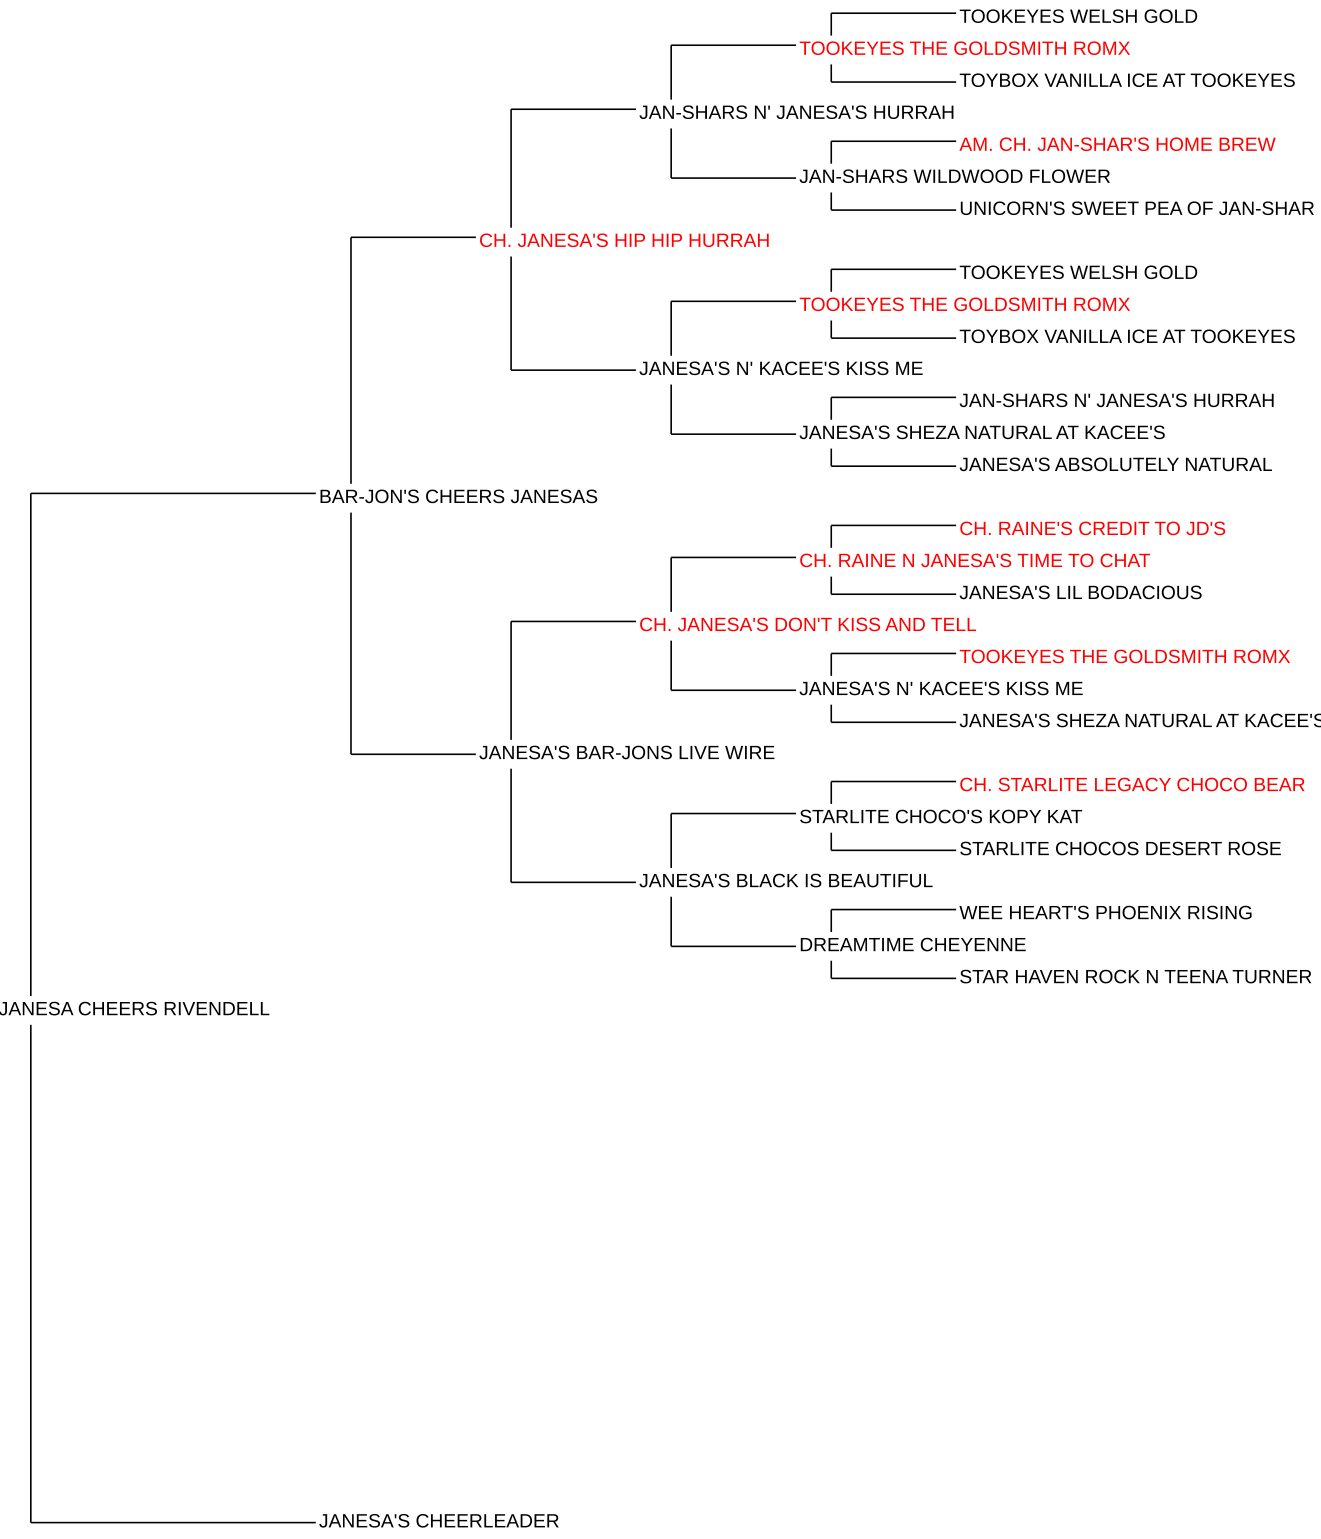 TOOKEYES WELSH GOLD
TOOKEYES THE GOLDSMITH ROMX
TOYBOX VANILLA ICE AT TOOKEYES
JAN-SHARS N' JANESA'S HURRAH
AM. CH. JAN-SHAR'S HOME BREW
JAN-SHARS WILDWOOD FLOWER
UNICORN'S SWEET PEA OF JAN-SHAR
CH. JANESA'S HIP HIP HURRAH
TOOKEYES WELSH GOLD
TOOKEYES THE GOLDSMITH ROMX
TOYBOX VANILLA ICE AT TOOKEYES
JANESA'S N' KACEE'S KISS ME
JAN-SHARS N' JANESA'S HURRAH
JANESA'S SHEZA NATURAL AT KACEE'S
JANESA'S ABSOLUTELY NATURAL
BAR-JON'S CHEERS JANESAS
CH. RAINE'S CREDIT TO JD'S
CH. RAINE N JANESA'S TIME TO CHAT
JANESA'S LIL BODACIOUS
CH. JANESA'S DON'T KISS AND TELL
TOOKEYES THE GOLDSMITH ROMX
JANESA'S N' KACEE'S KISS ME
JANESA'S SHEZA NATURAL AT KACEE'S
JANESA'S BAR-JONS LIVE WIRE
CH. STARLITE LEGACY CHOCO BEAR
STARLITE CHOCO'S KOPY KAT
STARLITE CHOCOS DESERT ROSE
JANESA'S BLACK IS BEAUTIFUL
WEE HEART'S PHOENIX RISING
DREAMTIME CHEYENNE
STAR HAVEN ROCK N TEENA TURNER
JANESA CHEERS RIVENDELL
JANESA'S CHEERLEADER